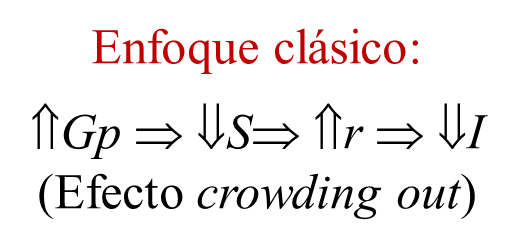 Enfoque clásico:
⇑Gp ⇒ ⇓S⇒ ⇑r ⇒ ⇓I
(Efecto crowding out)